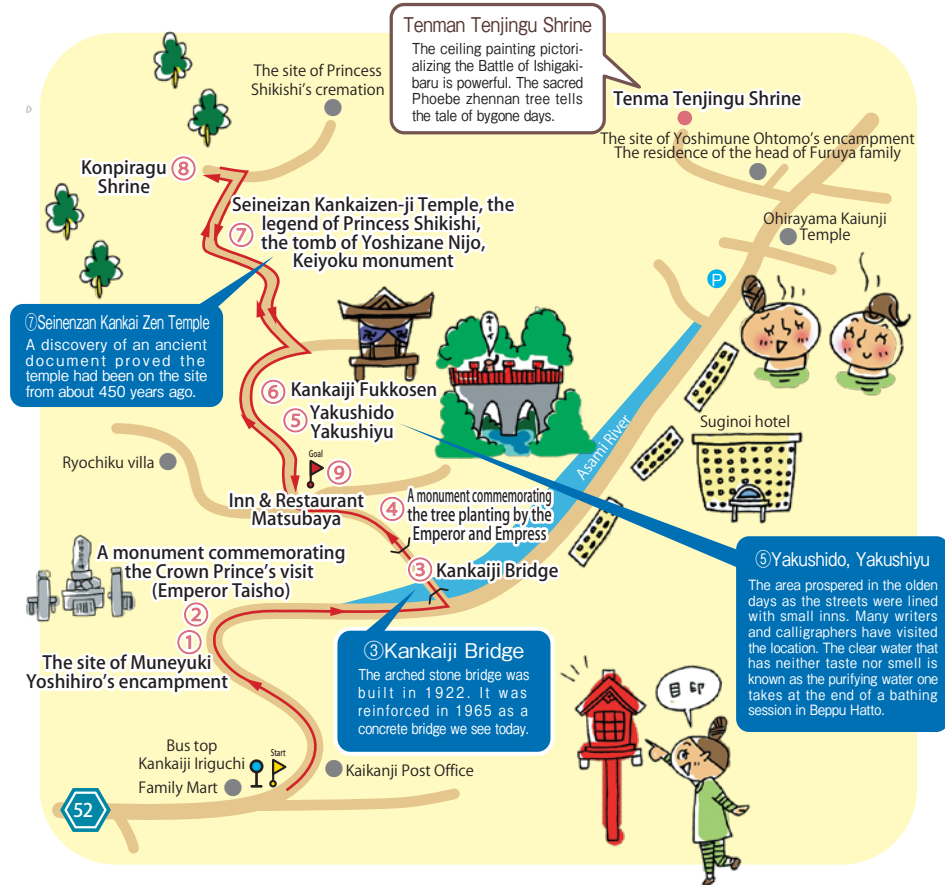 Tenman Tenjingu Shrine
The ceiling painting pictori-
alizing the Battle of Ishigaki-
baru is powerful. The sacred
Phoebe zhennan tree tells
the tale of bygone days.
The site of Princess
Shikishi's cremation
Tenma Tenjingu Shrine
The site of Yoshimune Ohtomo's encampment
The residence of the head of Furuya family
Konpiragu ⑧
Shrine
Seineizan Kankaizen-ji Temple, the
legend of Princess Shikishi,
⑦ the tomb of Yoshizane Nijo,
Keiyoku monument
Ohirayama Kaiunji
Temple
P
⑦Seinenzan Kankai Zen Temple
A discovery of an ancient
document proved the
temple had been on the site
from about 450 years ago.
⑥ Kankaiji Fukkosen
⑤ Yakushido
Yakushiyu
Asami River
Suginoi hotel
Ryochiku villa
Goal
⑨
Inn & Restaurant
Matsubaya
④ A monument commemorating
the tree planting by the
Emperor and Empress
A monument commemorating
the Crown Prince's visit
(Emperor Taisho)
②
①
The site of Muneyuki
Yoshihiro's encampment
③ Kankaiji Bridge
③Kankaiji Bridge
The arched stone bridge was
built in 1922. It was
reinforced in 1965 as a
concrete bridge we see today.
⑤Yakushido, Yakushiyu
The area prospered in the olden
days as the streets were lined
with small inns. Many writers
and calligraphers have visited
the location. The clear water that
has neither taste nor smell is
known as the purifying water one
takes at the end of a bathing
session in Beppu Hatto.
目印
Bus top
Kankaiji Iriguchi
Start
Family Mart
Kaikanji Post Office
52